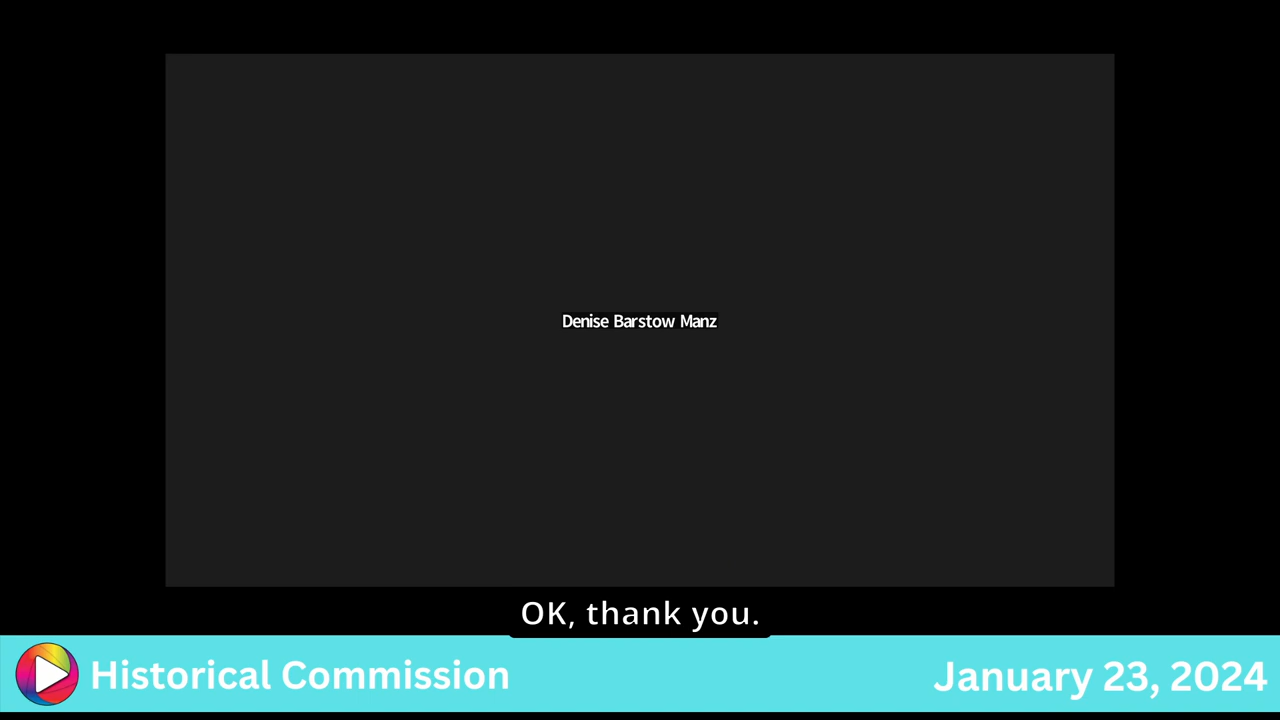 Denise Barstow Manz
OK, thank you.
Historical Commission
January 23, 2024